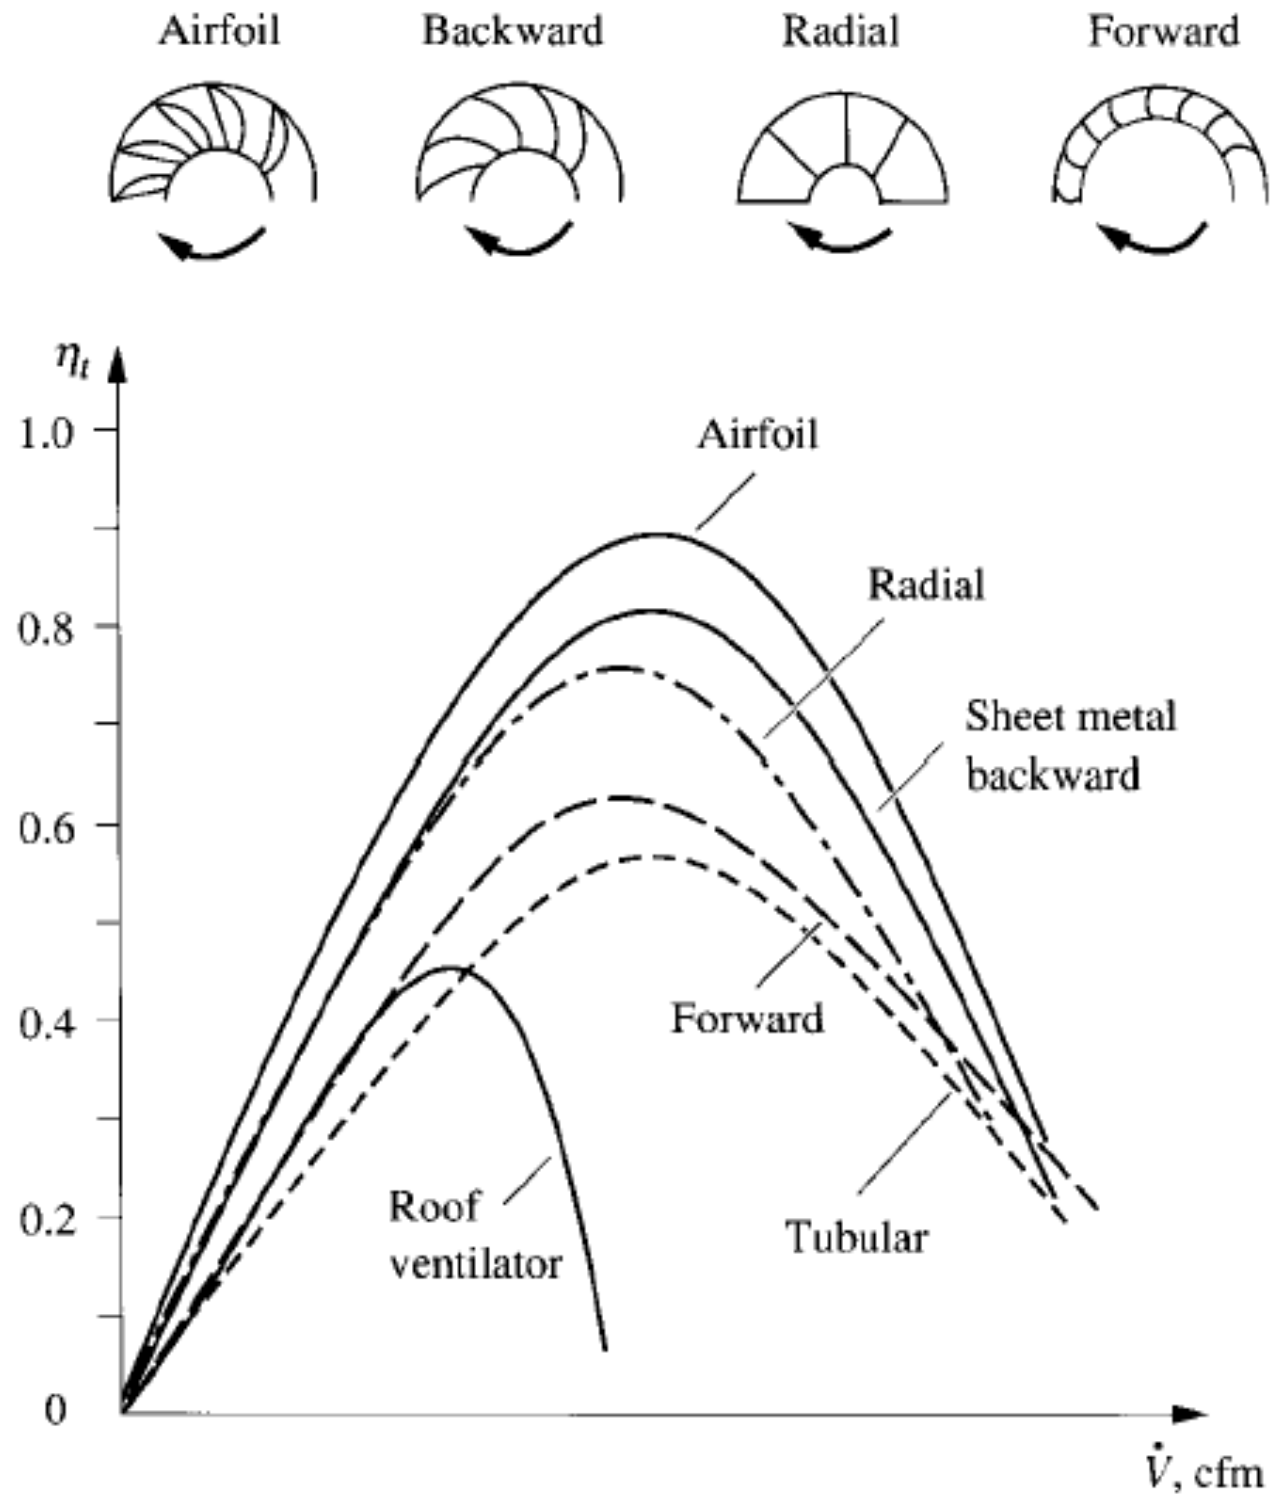 Airfoil
Backward
Radial
Forward
ηt
1.0
Airfoil
Radial
0.8
Sheet metal
backward
0.6
Forward
0.4
Roof
ventilator
0.2
Tubular
0
V̇, cfm